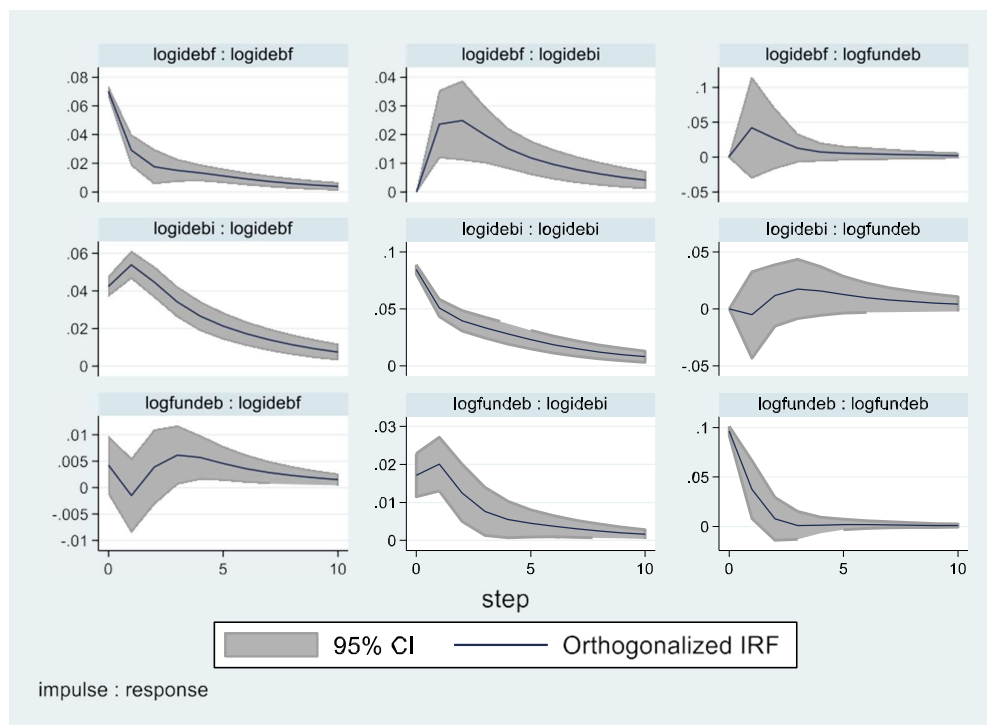 logidebf : logidebf
logidebf : logidebi
logidebf : logfundeb
.08
.06
.04
.02
0
.04
.03
.02
.01
0
.1
.05
0
-.05
logidebi : logidebf
logidebi : logidebi
logidebi : logfundeb
.06
.04
.02
0
.1
.05
0
.05
0
-.05
logfundeb : logidebf
logfundeb : logidebi
logfundeb : logfundeb
.01
.005
0
-.005
-.01
.03
.02
.01
0
.1
.05
0
0 5 10
0 5 10
0 5 10
step
95% CI Orthogonalized IRF
impulse : response